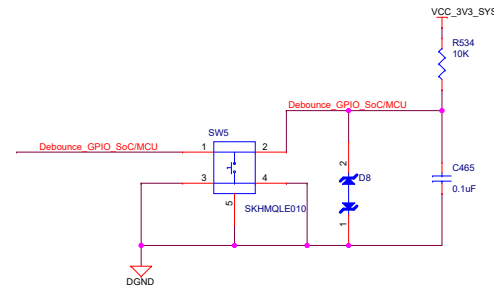 VCC_3V3_SYS
R534
10K
Debounce_GPIO_SoC/MCU
SW5
Debounce_GPIO_SoC/MCU
1
2
1
2
3
4
D8
C465
0.1uF
5
SKHMQLE010
1
DGND